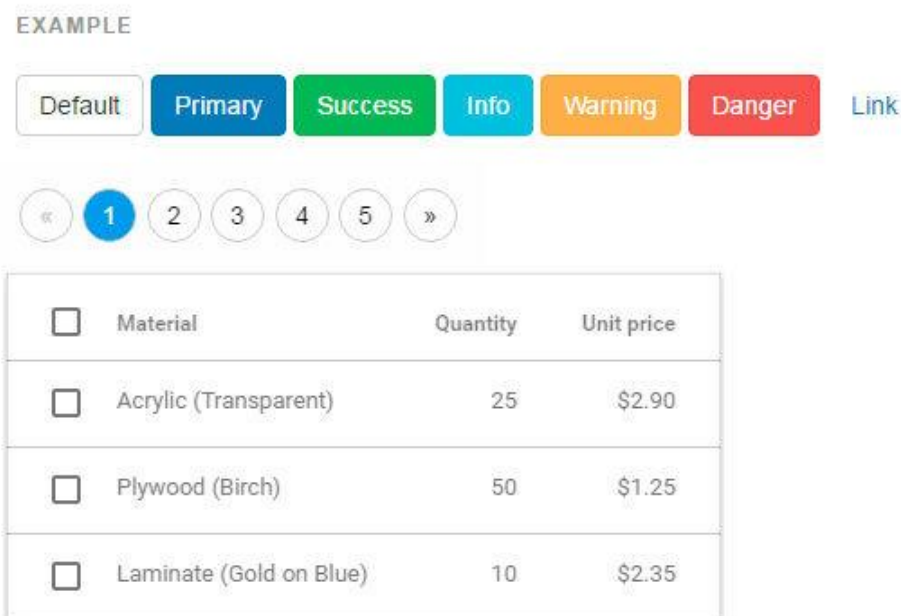 EXAMPLE
Default Primary Success Info Warning Danger Link
« 1 2 3 4 5 »
Material Quantity Unit price
Acrylic (Transparent) 25 $2.90
Plywood (Birch) 50 $1.25
Laminate (Gold on Blue) 10 $2.35